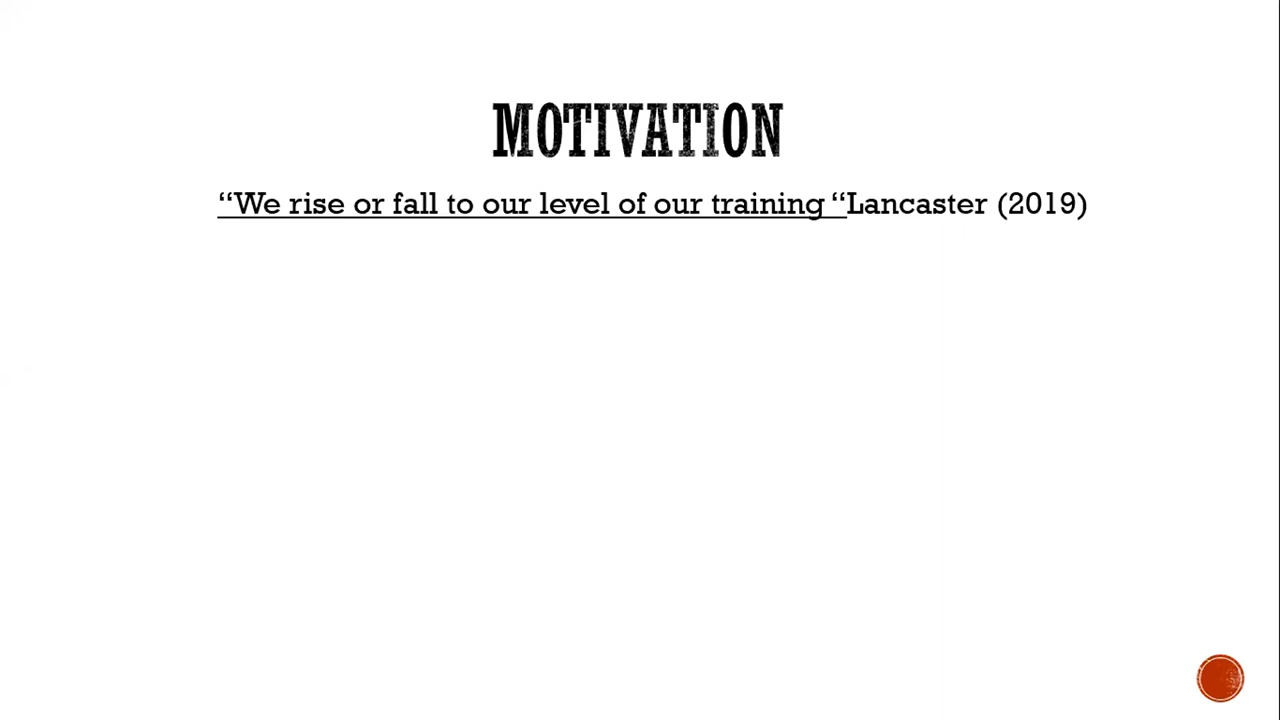 MOTIVATION
“We rise or fall to our level of our training “Lancaster (2019)